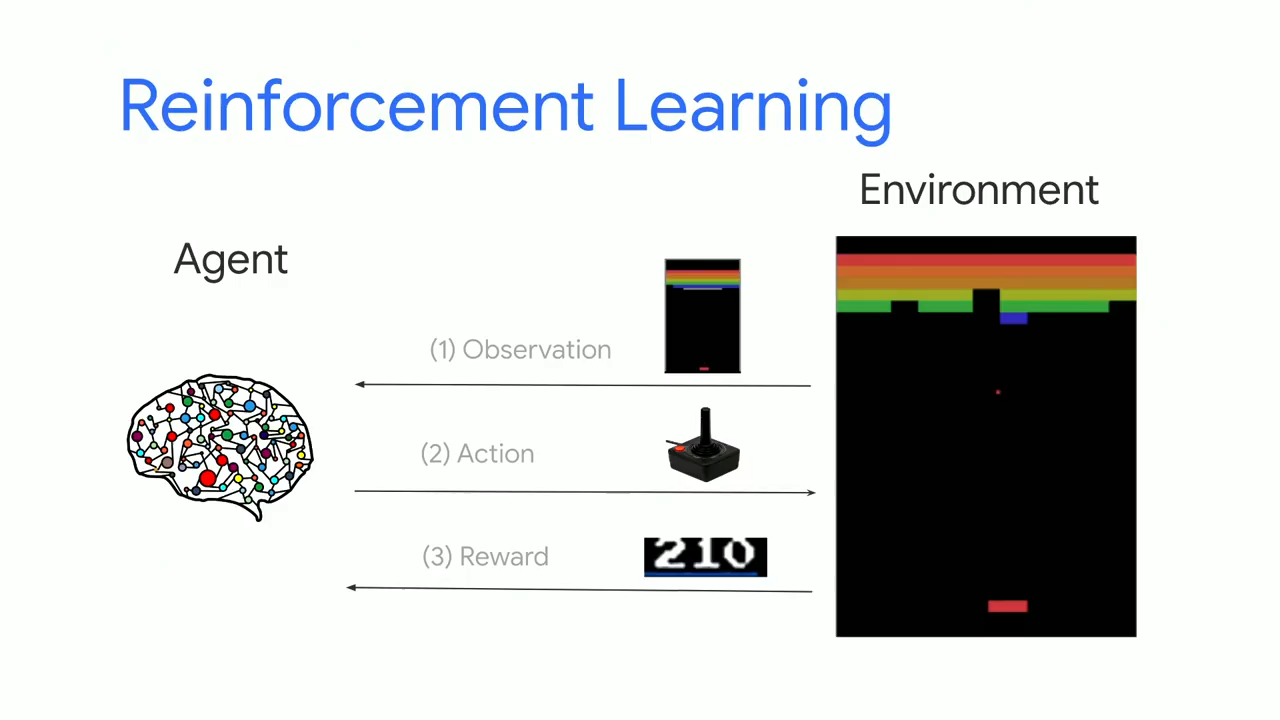 Reinforcement Learning
Environment
Agent
(1) Observation
(2) Action
(3) Reward
210